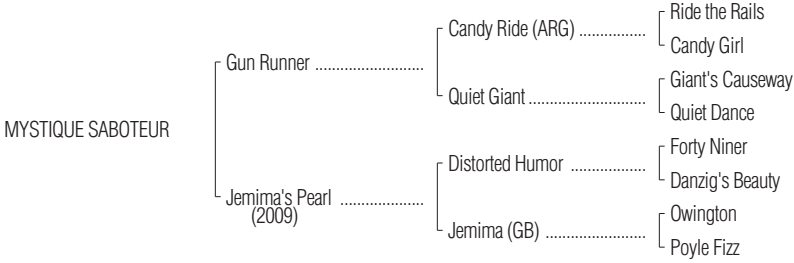 Ride the Rails
Candy Ride (ARG) ................
Candy Girl
Gun Runner ..........................
Giant's Causeway
Quiet Giant ............................
Quiet Dance
MYSTIQUE SABOTEUR
Forty Niner
Distorted Humor ..................
Danzig's Beauty
Jemima's Pearl ....................
(2009)
Owington
Jemima (GB) ........................
Poyle Fizz